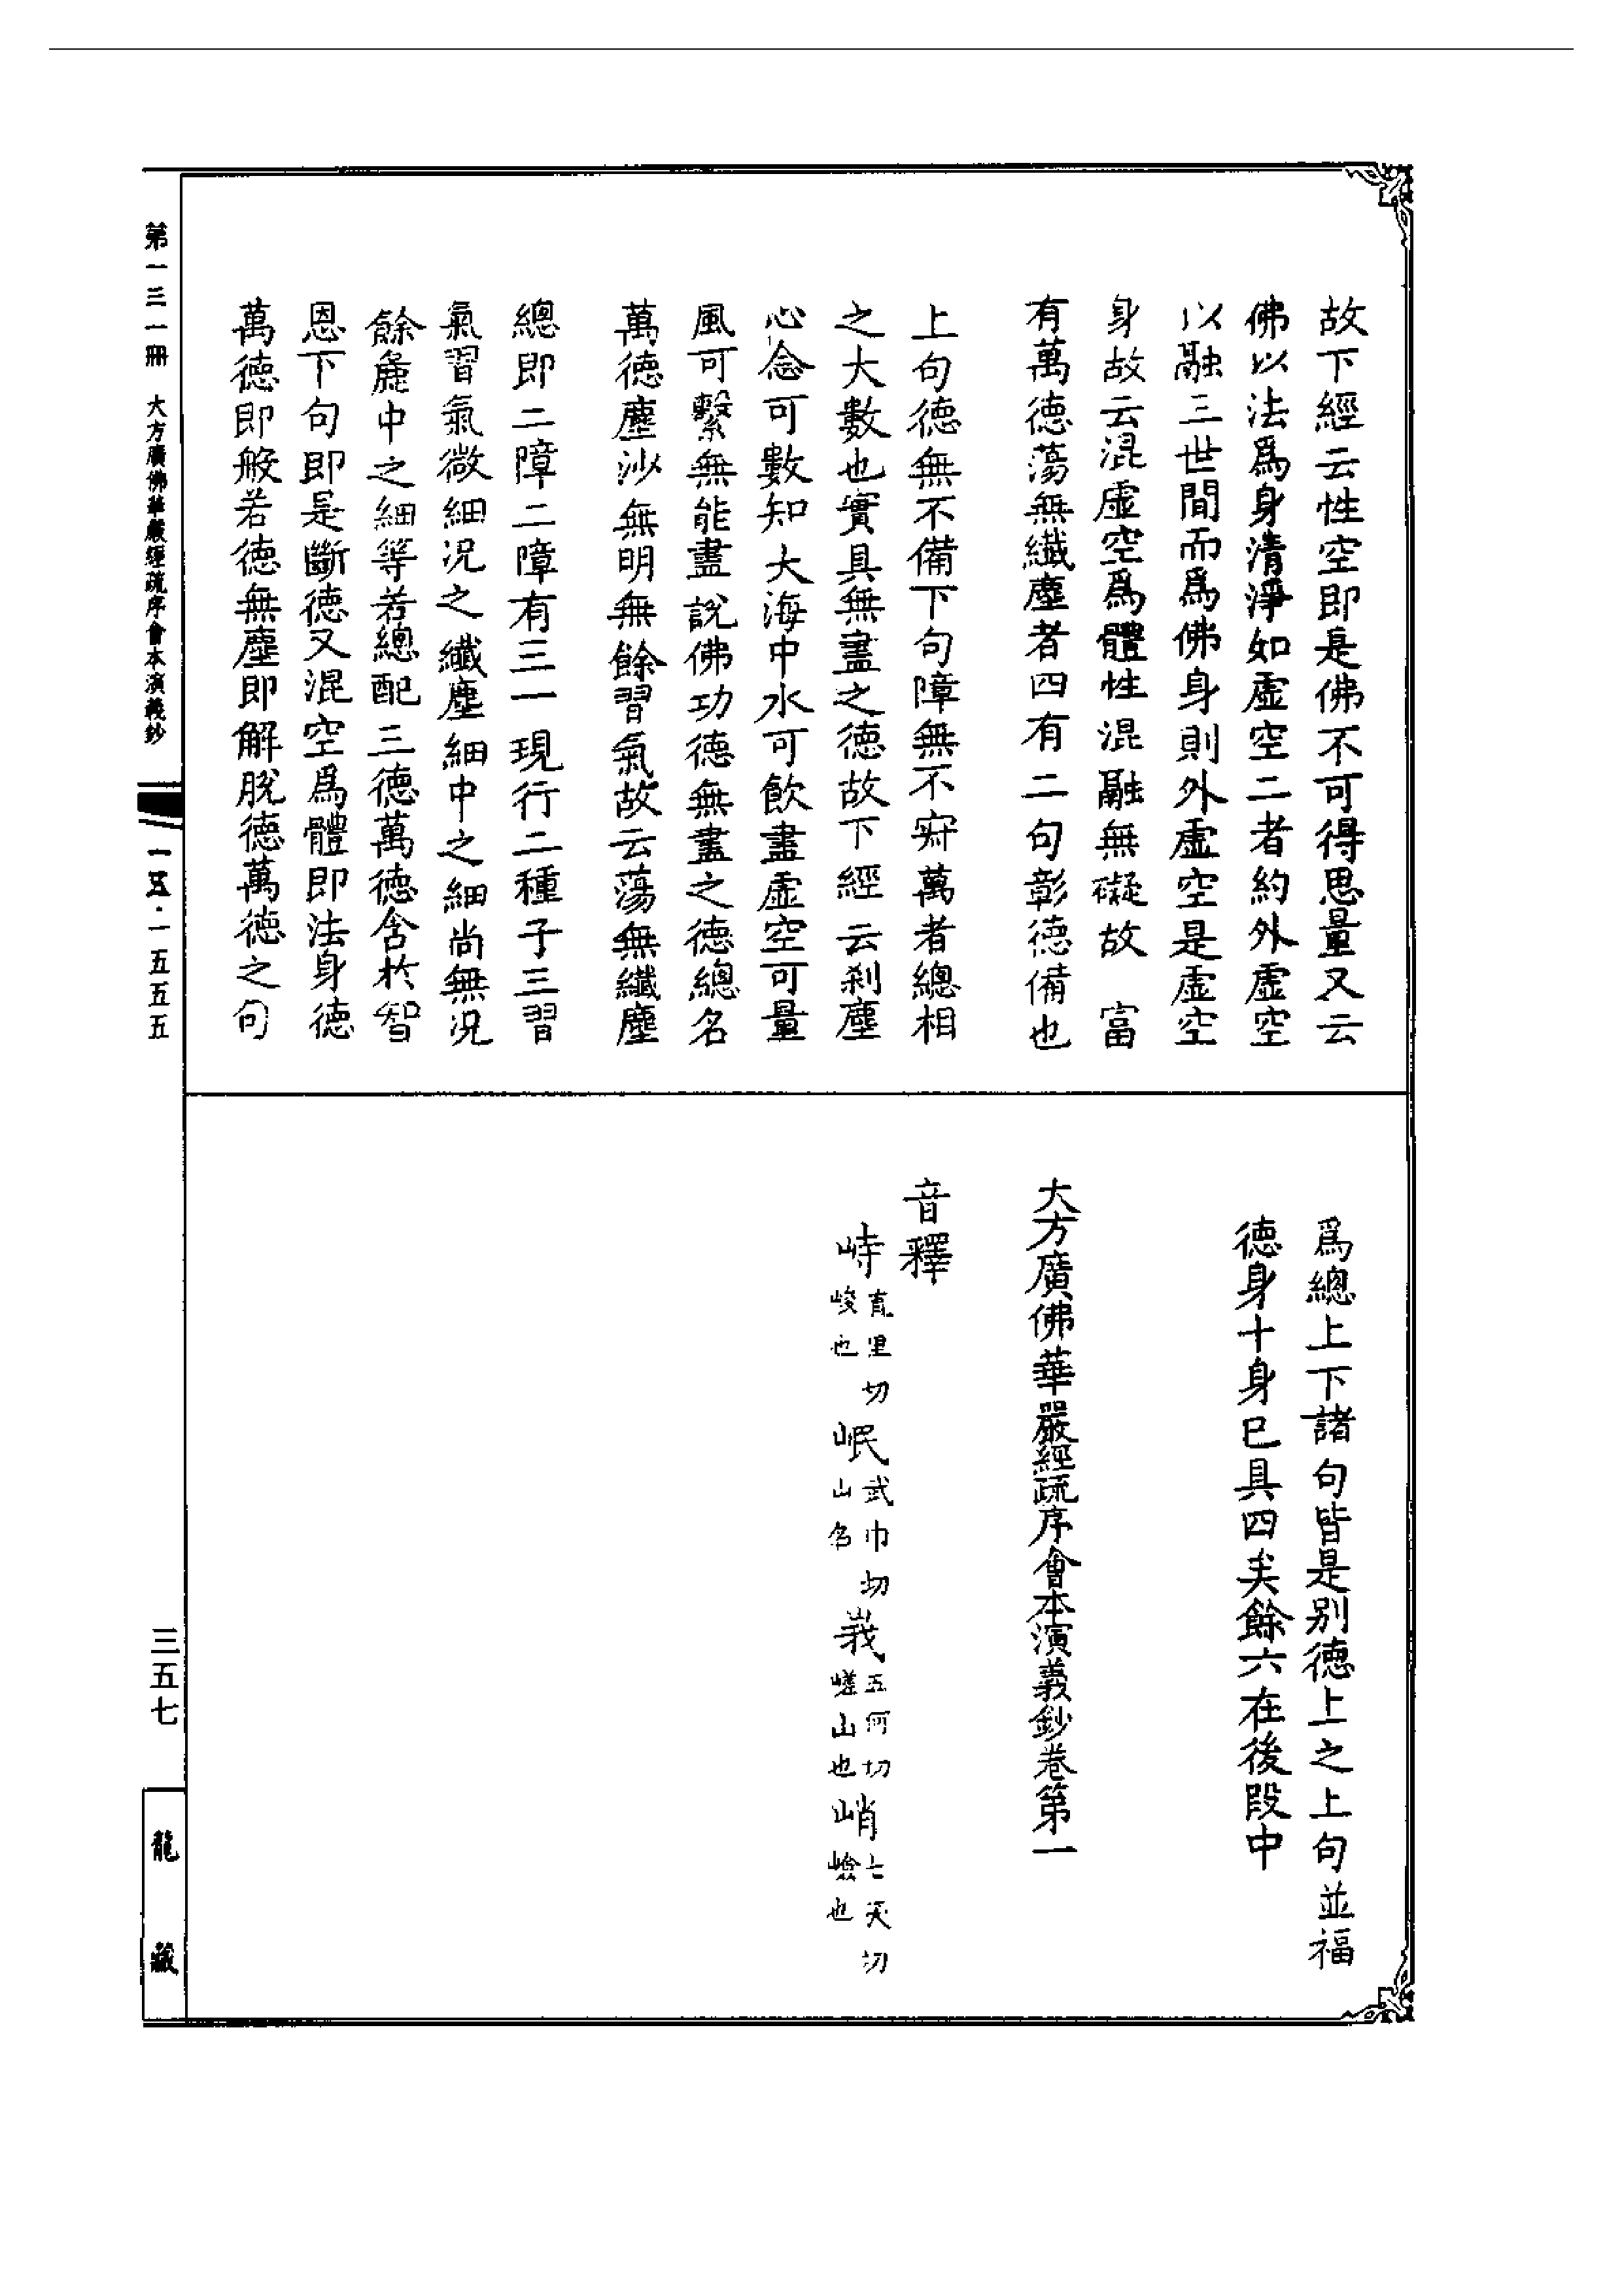 故下經云性空即是佛不可得思量又云
佛以法爲身清淨如虛空二者約外虛空
以融三世間而爲佛身則外虛空是虛空
身故云混虛空爲體性混融無礙故　富
有萬德蕩無纖塵者四有二句彰德備也
上句德無不備下句障無不寂萬者總相
之大數也實具無盡之德故下經云刹塵
心念可數知大海中水可飲盡虛空可量
風可繫無能盡說佛功德無盡之德總名
萬德塵沙無明無餘習氣故云蕩無纖塵
總即二障二障有三一現行二種子三習
氣習氣微細況之纖塵細中之細尚無況
餘麤中之細等若總配三德萬德含於智
恩下句即是斷德又混空爲體即法身德
萬德即般若德無塵即解脫德萬德之句
爲總上下諸句皆是别德上之上句並福
德身十身已具四矣餘六在後段中
大方廣佛華嚴經疏序會本演義鈔卷第一
音釋
峙直里切峻也　岷武巾切山名　峩五何切嵯山也　峭七笑切嶮也
第一三一冊　大方廣佛華嚴經疏序會本演義鈔
一五·一五五五
三五七
龍藏